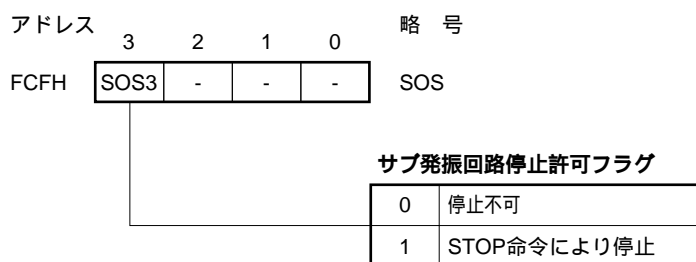 アドレス 3 2 1 0 略 号
FCFH SOS3 - - - SOS
サブ発振回路停止許可フラグ
0 停止不可
1 STOP命令により停止